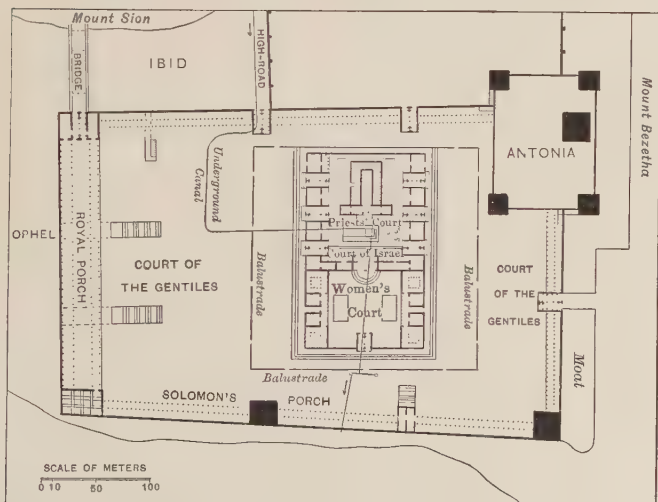 Mount Sion
BRIDGE.
IBID
HIGH-ROAD
Mount Bezetha
ANTONIA
Underground
Canal
OPHEL
ROYAL PORCH
COURT OF
THE GENTILES
Balustrade
Priests' Court
Court of Israel
Women's
Court
Balustrade
COURT
OF THE
GENTILES
Moat
Balustrade
SOLOMON'S PORCH
SCALE OF METERS
0 10 50 100